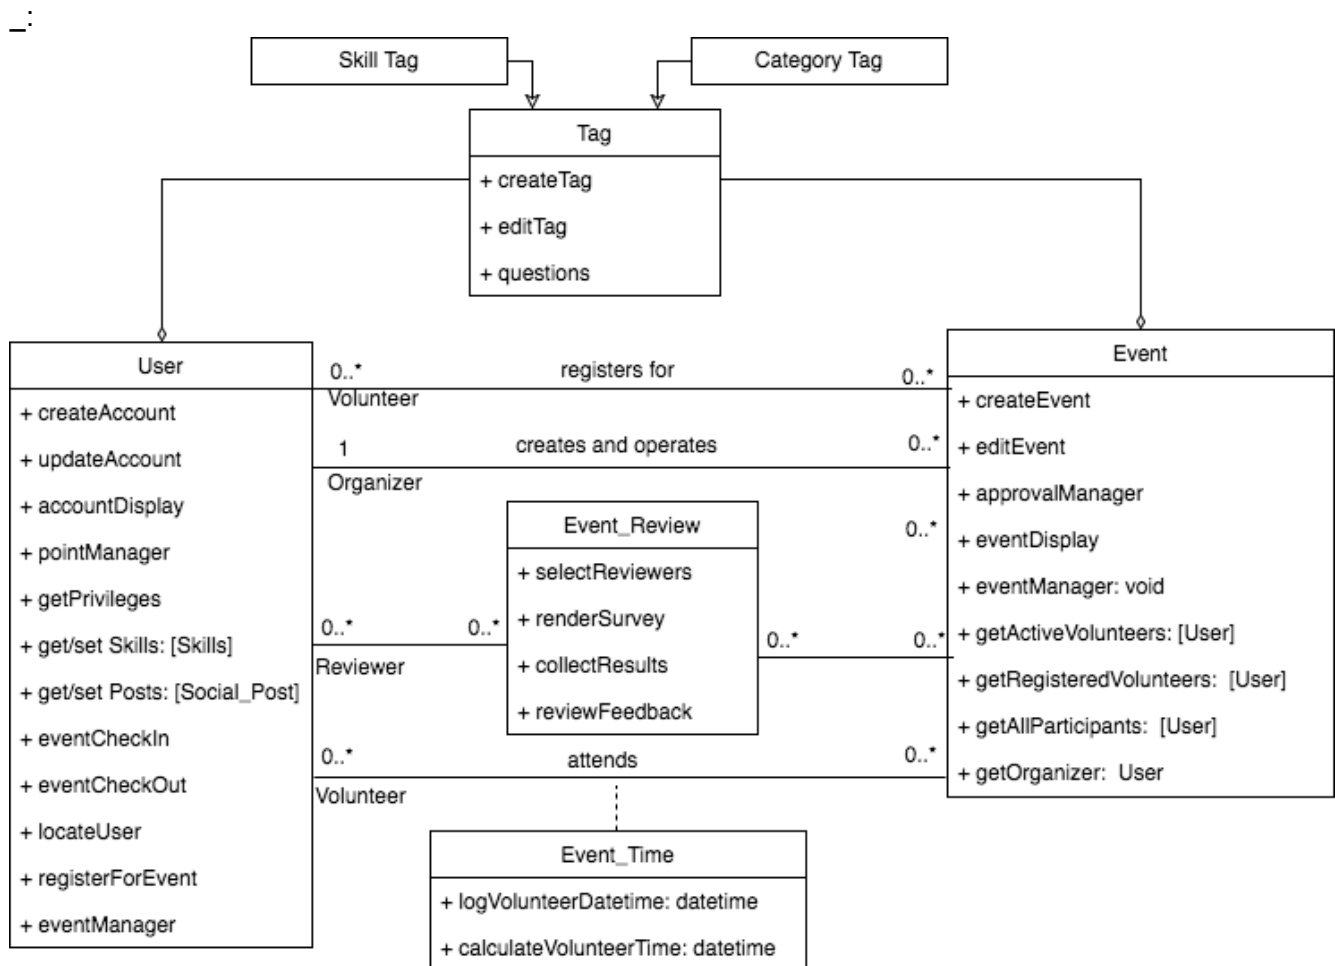 _:
Skill Tag
Category Tag
Tag
+ createTag
+ editTag
+ questions
User
+ createAccount
+ updateAccount
+ accountDisplay
+ pointManager
+ getPrivileges
+ get/set Skills: [Skills]
+ get/set Posts: [Social_Post]
+ eventCheckIn
+ eventCheckOut
+ locateUser
+ registerForEvent
+ eventManager
0..*
registers for
0..*
Volunteer
1
creates and operates
0..*
Organizer
Event_Review
+ selectReviewers
+ renderSurvey
+ collectResults
+ reviewFeedback
0..*
0..*
0..*
Reviewer
0..*
0..*
0..*
attends
0..*
Volunteer
Event_Time
+ logVolunteerDatetime: datetime
+ calculateVolunteerTime: datetime
Event
+ createEvent
+ editEvent
+ approvalManager
+ eventDisplay
+ eventManager: void
+ getActiveVolunteers: [User]
+ getRegisteredVolunteers: [User]
+ getAllParticipants: [User]
+ getOrganizer: User